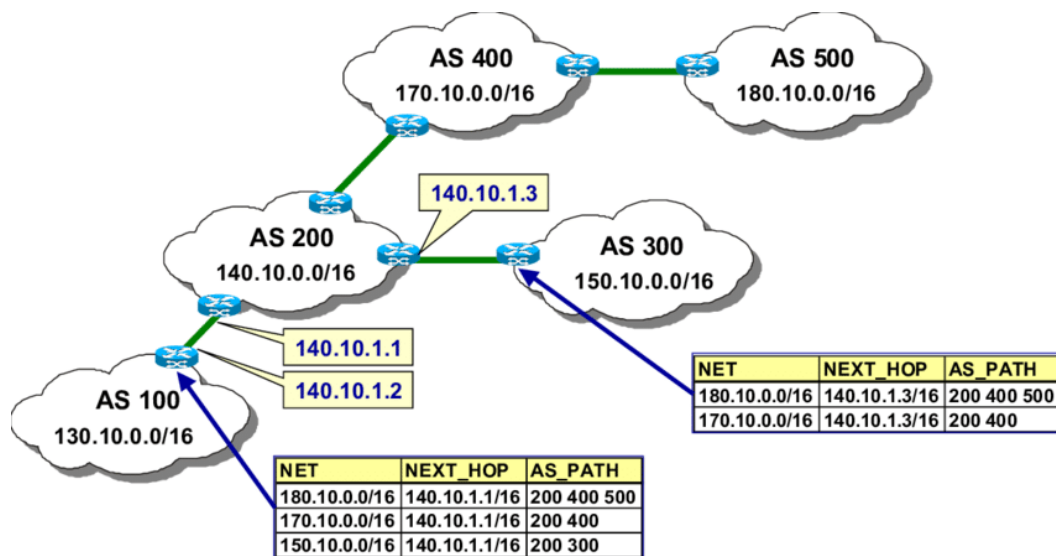 AS 400
170.10.0.0/16
AS 500
180.10.0.0/16
140.10.1.3
AS 200
140.10.0.0/16
AS 300
150.10.0.0/16
140.10.1.1
140.10.1.2
AS 100
130.10.0.0/16
NET NEXT_HOP AS_PATH
180.10.0.0/16 140.10.1.3/16 200 400 500
170.10.0.0/16 140.10.1.3/16 200 400
NET NEXT_HOP AS_PATH
180.10.0.0/16 140.10.1.1/16 200 400 500
170.10.0.0/16 140.10.1.1/16 200 400
150.10.0.0/16 140.10.1.1/16 200 300